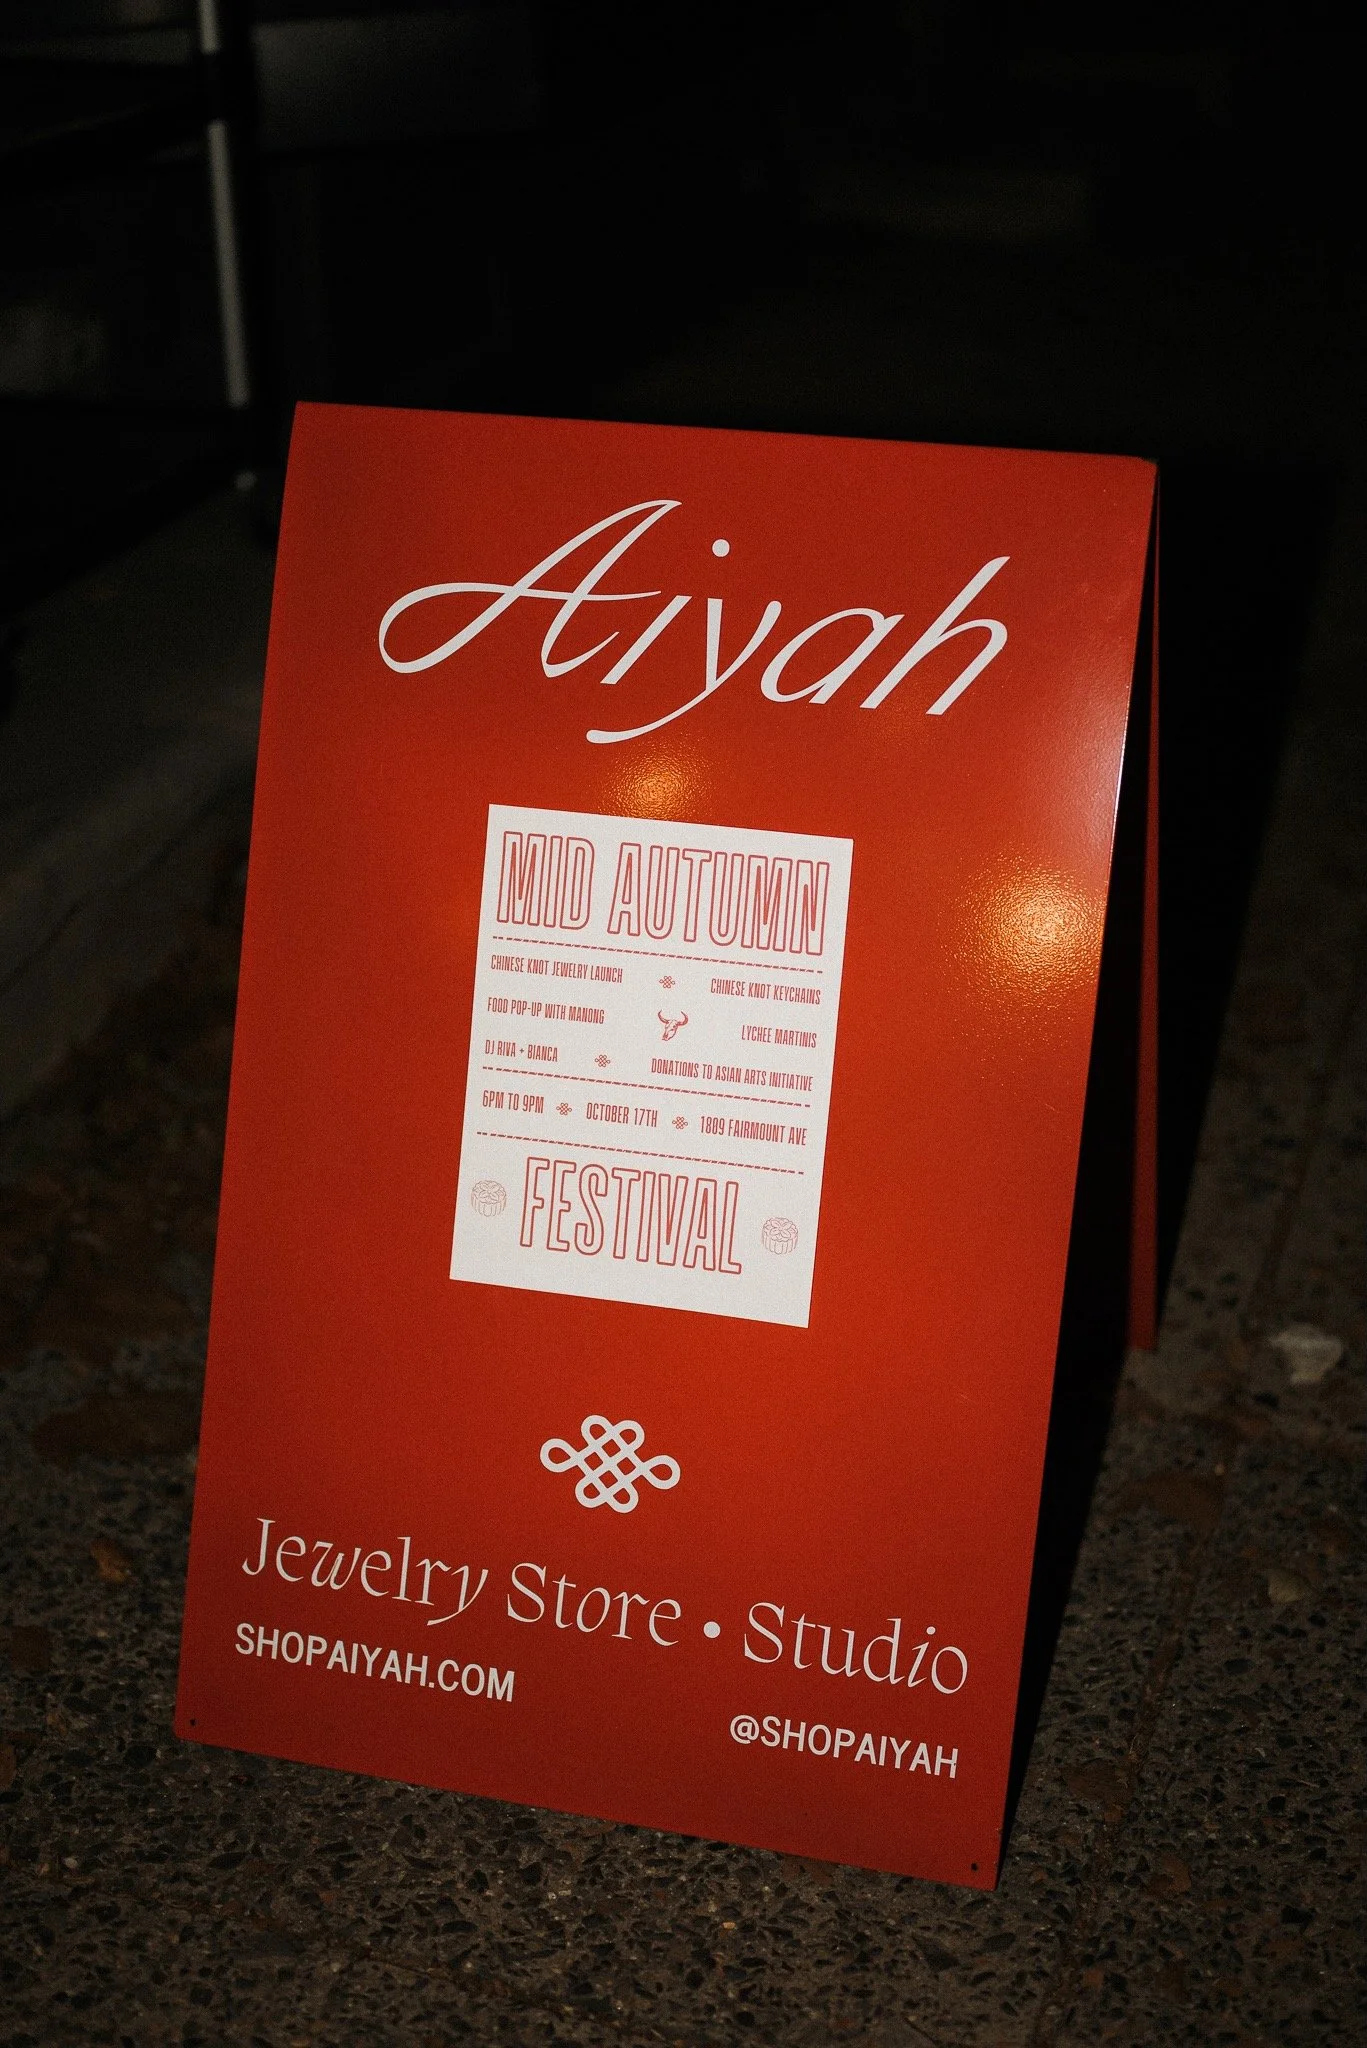 Aiyah
MID AUTUMN
CHINESE KNOT JEWELRY LAUNCH
CHINESE KNOT KEYCHAINS
FOOD POP-UP WITH MANONG
LYCHEE MARTINIS
DJ RIVA + BIANCA
DONATIONS TO ASIAN ARTS INITIATIVE
6PM TO 9PM OCTOBER 17TH 1809 FAIRMOUNT AVE
FESTIVAL
Jewelry Store • Studio
SHOPAIYAH.COM
@SHOPAIYAH